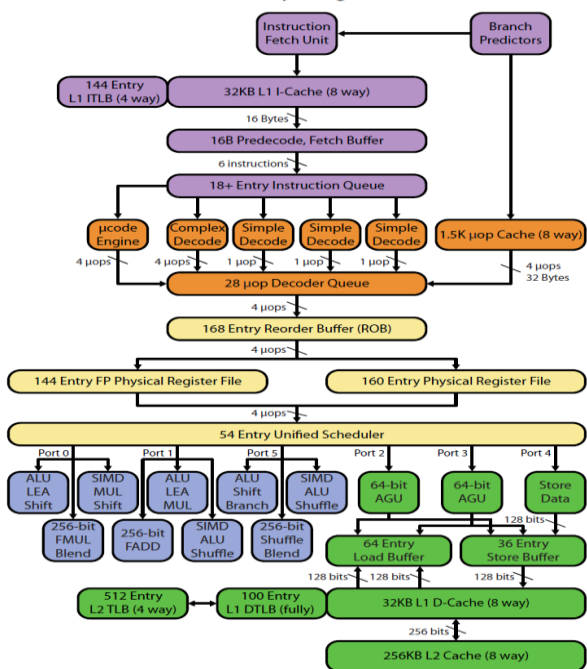 Instruction
Fetch Unit
Branch
Predictors
144 Entry
L1 ITLB (4 way)
32KB L1 I-Cache (8 way)
16 Bytes
16B Predecode, Fetch Buffer
6 instructions
18+ Entry Instruction Queue
µcode
Engine
Complex
Decode
Simple
Decode
Simple
Decode
Simple
Decode
1.5K µop Cache (8 way)
4 µops
4 µops
1 µop
1 µop
1 µop
4 µops
32 Bytes
28 µop Decoder Queue
4 µops
168 Entry Reorder Buffer (ROB)
4 µops
144 Entry FP Physical Register File
160 Entry Physical Register File
4 µops
54 Entry Unified Scheduler
Port 0
Port 1
Port 5
Port 2
Port 3
Port 4
ALU
LEA
Shift
SIMD
MUL
Shift
ALU
LEA
MUL
ALU
Shift
Branch
SIMD
ALU
Shuffle
64-bit
AGU
64-bit
AGU
Store
Data
256-bit
FMUL
Blend
256-bit
FADD
SIMD
ALU
Shuffle
256-bit
Shuffle
Blend
128 bits
64 Entry
Load Buffer
36 Entry
Store Buffer
128 bits
128 bits
128 bits
512 Entry
L2 TLB (4 way)
100 Entry
L1 DTLB (fully)
32KB L1 D-Cache (8 way)
256 bits
256KB L2 Cache (8 way)